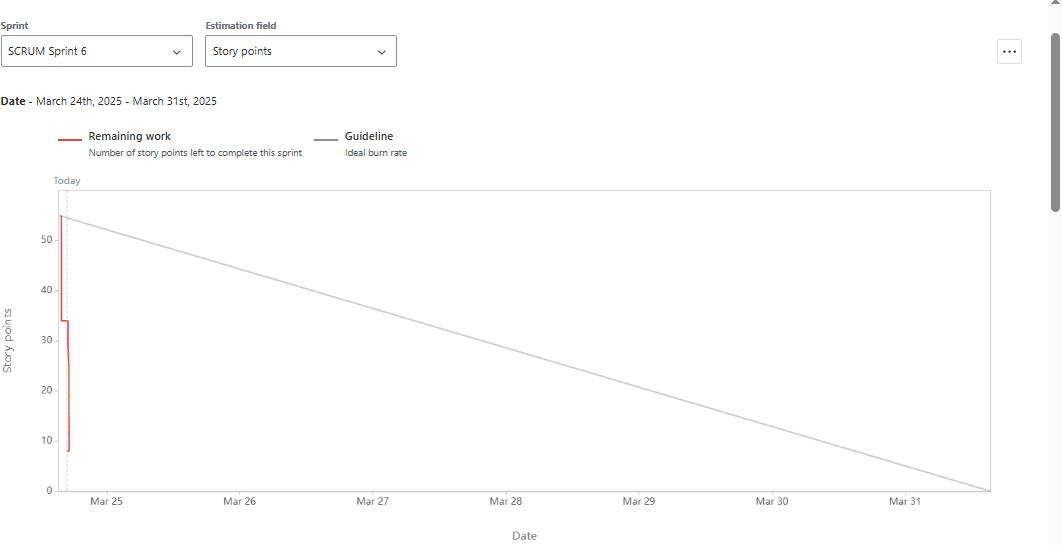 Sprint
Estimation field
SCRUM Sprint 6
Story points
Date - March 24th, 2025 - March 31st, 2025
Remaining work
Number of story points left to complete this sprint
Guideline
Ideal burn rate
Today
Story points
50
40
30
20
10
0
Mar 25
Mar 26
Mar 27
Mar 28
Mar 29
Mar 30
Mar 31
Date